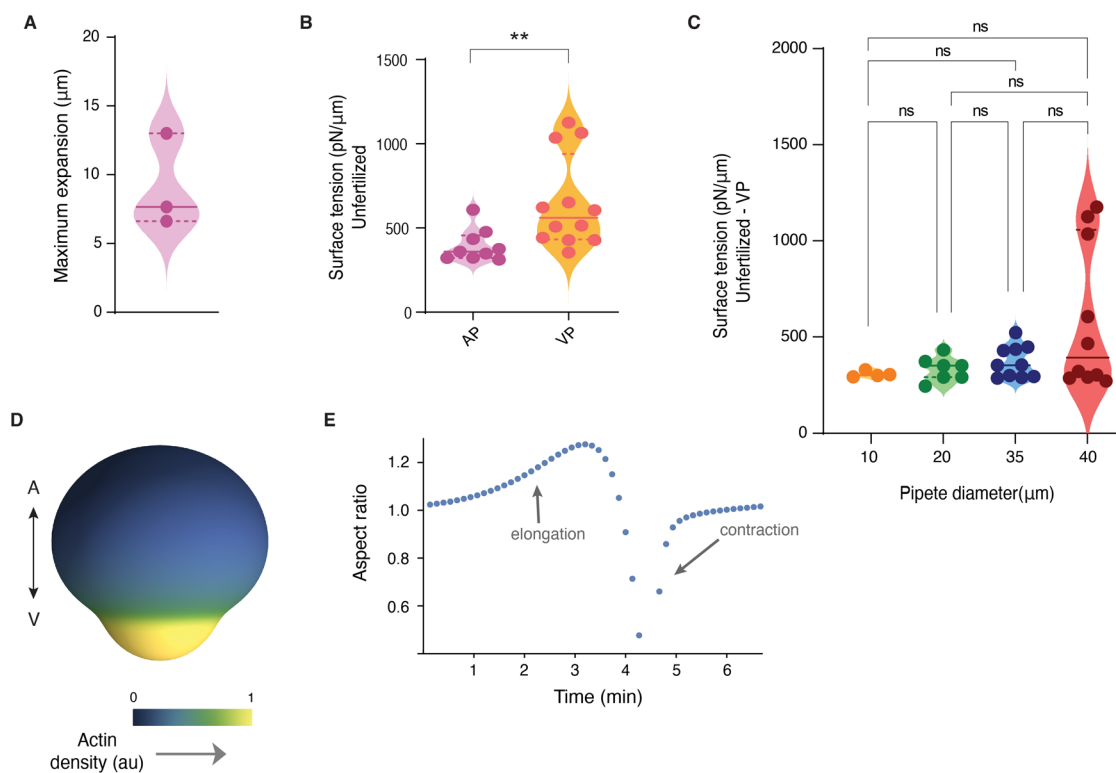 A
Maximum expansion (μm)
20
15
10
5
0
B
Surface tension (pN/μm)
Unfertilized
1500
1000
500
0
**
AP
VP
C
Surface tension (pN/μm)
Unfertilized - VP
2000
1500
1000
500
0
ns
ns
ns
ns
ns
ns
10
20
35
40
Pipete diameter(μm)
D
A
V
0
1
Actin
density (au)
E
Aspect ratio
1.2
1.0
0.8
0.6
elongation
contraction
1
2
3
4
5
6
Time (min)